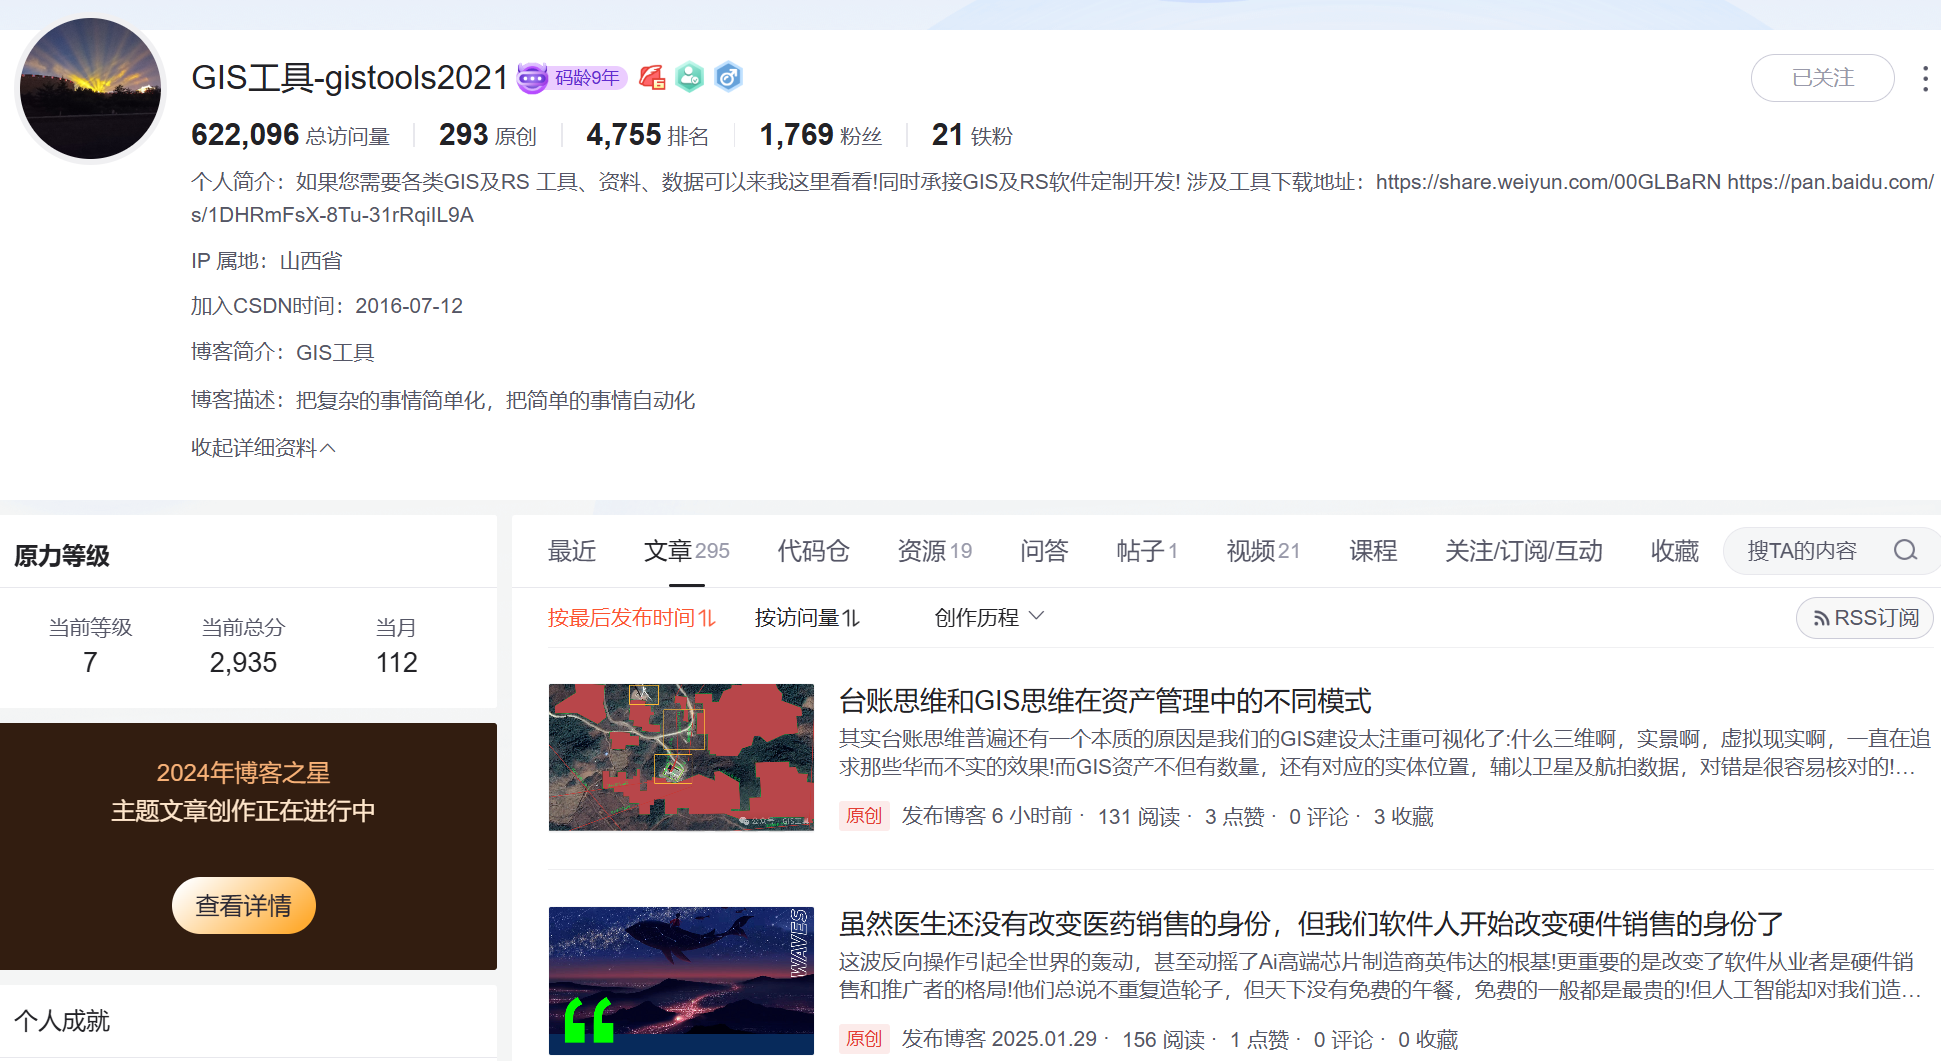 GIS工具-gistools2021 码龄9年
已关注
622,096 总访问量 293 原创 4,755 排名 1,769 粉丝 21 铁粉
个人简介：如果您需要各类GIS及RS 工具、资料、数据可以来我这里看看!同时承接GIS及RS软件定制开发! 涉及工具下载地址：https://share.weiyun.com/00GLBaRN https://pan.baidu.com/
s/1DHRmFsX-8Tu-31rRqiIL9A
IP 属地：山西省
加入CSDN时间：2016-07-12
博客简介：GIS工具
博客描述：把复杂的事情简单化，把简单的事情自动化
收起详细资料
原力等级
当前等级 当前总分 当月
7 2,935 112
2024年博客之星
主题文章创作正在进行中
查看详情
个人成就
最近 文章 295 代码仓 资源 19 问答 帖子 1 视频 21 课程 关注/订阅/互动 收藏 搜TA的内容
按最后发布时间 按访问量 创作历程 RSS订阅
公众号 · GIS工具
台账思维和GIS思维在资产管理中的不同模式
其实台账思维普遍还有一个本质的原因是我们的GIS建设太注重可视化了:什么三维啊，实景啊，虚拟现实啊，一直在追
求那些华而不实的效果!而GIS资产不但有数量，还有对应的实体位置，辅以卫星及航拍数据，对错是很容易核对的!...
原创 发布博客 6 小时前 · 131 阅读 · 3 点赞 · 0 评论 · 3 收藏
SEAWAVES
虽然医生还没有改变医药销售的身份，但我们软件人开始改变硬件销售的身份了
这波反向操作引起全世界的轰动，甚至动摇了Ai高端芯片制造商英伟达的根基!更重要的是改变了软件从业者是硬件销
售和推广者的格局!他们总说不重复造轮子，但天下没有免费的午餐，免费的一般都是最贵的!但人工智能却对我们造...
原创 发布博客 2025.01.29 · 156 阅读 · 1 点赞 · 0 评论 · 0 收藏